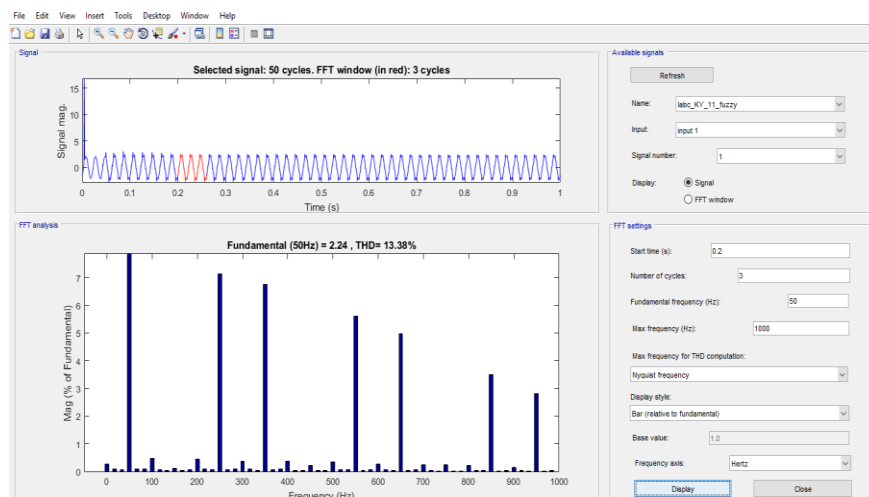 File Edit View Insert Tools Desktop Window Help
Signal
Selected signal: 50 cycles. FFT window (in red): 3 cycles
Signal mag.
15
10
5
0
0 0.1 0.2 0.3 0.4 0.5 0.6 0.7 0.8 0.9 1
Time (s)
Available signals
Refresh
Name: Iabc_KY_11_fuzzy
Input: input 1
Signal number: 1
Display: Signal
FFT window
FFT analysis
Fundamental (50Hz) = 2.24 , THD= 13.38%
Mag (% of Fundamental)
7
6
5
4
3
2
1
0
0 100 200 300 400 500 600 700 800 900 1000
Frequency (Hz)
FFT settings
Start time (s): 0.2
Number of cycles: 3
Fundamental frequency (Hz): 50
Max frequency (Hz): 1000
Max frequency for THD computation:
Nyquist frequency
Display style:
Bar (relative to fundamental)
Base value: 1.0
Frequency axis: Hertz
Display Close